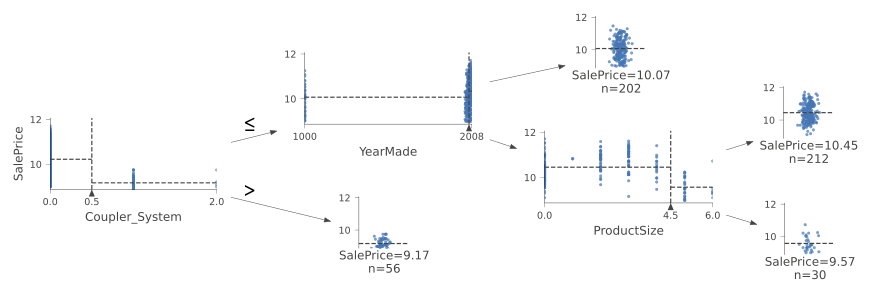 SalePrice
12
10
0.0
0.5
2.0
Coupler_System
≤
>
12
10
1000
2008
YearMade
12
10
SalePrice=9.17
n=56
12
10
SalePrice=10.07
n=202
12
10
0.0
4.5
6.0
ProductSize
12
10
SalePrice=10.45
n=212
12
10
SalePrice=9.57
n=30